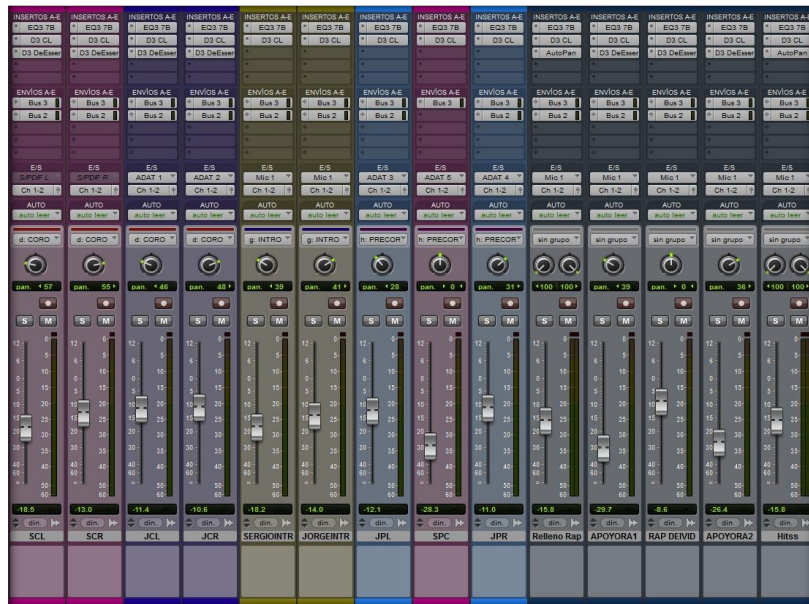 INSERTOS A-E INSERTOS A-E INSERTOS A-E INSERTOS A-E INSERTOS A-E INSERTOS A-E INSERTOS A-E INSERTOS A-E INSERTOS A-E INSERTOS A-E INSERTOS A-E INSERTOS A-E INSERTOS A-E INSERTOS A-E
EQ3 7B EQ3 7B EQ3 7B EQ3 7B EQ3 7B EQ3 7B EQ3 7B EQ3 7B EQ3 7B EQ3 7B EQ3 7B EQ3 7B EQ3 7B EQ3 7B
D3 CL D3 CL D3 CL D3 CL D3 CL D3 CL D3 CL D3 CL D3 CL D3 CL D3 CL D3 CL D3 CL D3 CL
D3 DeEsser D3 DeEsser D3 DeEsser D3 DeEsser AutoPan D3 DeEsser D3 DeEsser D3 DeEsser AutoPan
ENVÍOS A-E ENVÍOS A-E ENVÍOS A-E ENVÍOS A-E ENVÍOS A-E ENVÍOS A-E ENVÍOS A-E ENVÍOS A-E ENVÍOS A-E ENVÍOS A-E ENVÍOS A-E ENVÍOS A-E ENVÍOS A-E ENVÍOS A-E
Bus 3 Bus 3 Bus 3 Bus 3 Bus 3 Bus 3 Bus 3 Bus 3 Bus 3 Bus 3 Bus 3 Bus 3 Bus 3 Bus 3
Bus 2 Bus 2 Bus 2 Bus 2 Bus 2 Bus 2 Bus 2 Bus 2 Bus 2 Bus 2 Bus 2 Bus 2 Bus 2
E/S E/S E/S E/S E/S E/S E/S E/S E/S E/S E/S E/S E/S E/S
S/PDIF L S/PDIF R ADAT 1 ADAT 2 Mic 1 Mic 1 ADAT 3 ADAT 5 ADAT 4 Mic 1 Mic 1 Mic 1 Mic 1 Mic 1
Ch 1-2 Ch 1-2 Ch 1-2 Ch 1-2 Ch 1-2 Ch 1-2 Ch 1-2 Ch 1-2 Ch 1-2 Ch 1-2 Ch 1-2 Ch 1-2 Ch 1-2 Ch 1-2
AUTO AUTO AUTO AUTO AUTO AUTO AUTO AUTO AUTO AUTO AUTO AUTO AUTO AUTO
auto leer auto leer auto leer auto leer auto leer auto leer auto leer auto leer auto leer auto leer auto leer auto leer auto leer auto leer
d: CORO d: CORO d: CORO d: CORO g: INTRO g: INTRO h: PRECOR h: PRECOR h: PRECOR sin grupo sin grupo sin grupo sin grupo sin grupo
pan. 57 pan. 55 pan. 46 pan. 48 pan. 39 pan. 41 pan. 28 pan. 0 pan. 31 100 100 pan. 39 pan. 0 pan. 36 100 100
S M S M S M S M S M S M S M S M S M S M S M S M S M S M
-18.5 -13.0 -11.4 -10.6 -18.2 -14.0 -12.1 -28.3 -11.0 -15.8 -29.7 -8.6 -26.4 -15.8
din. din. din. din. din. din. din. din. din. din. din. din. din. din.
SCL SCR JCL JCR SERGIOINTR JORGEINTR JPL SPC JPR Relleno Rap APOYORA1 RAP DEIVID APOYORA2 Hitss